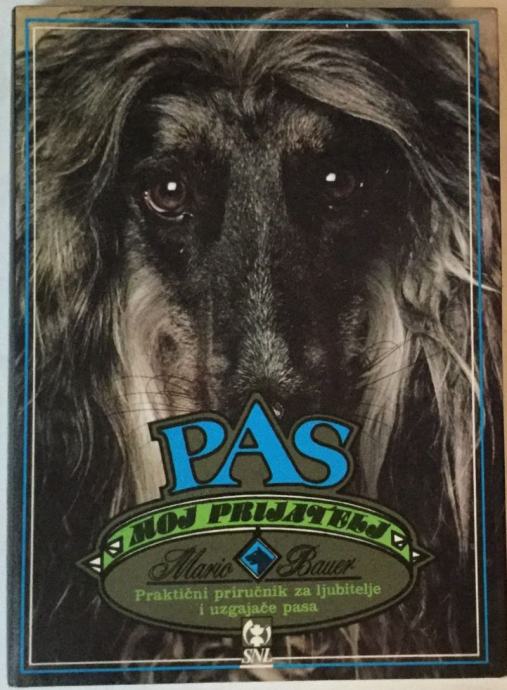 PAS
MOJ PRIJATELJ
Mario Bauer
Praktični priručnik za ljubitelje
i uzgajače pasa
SNL